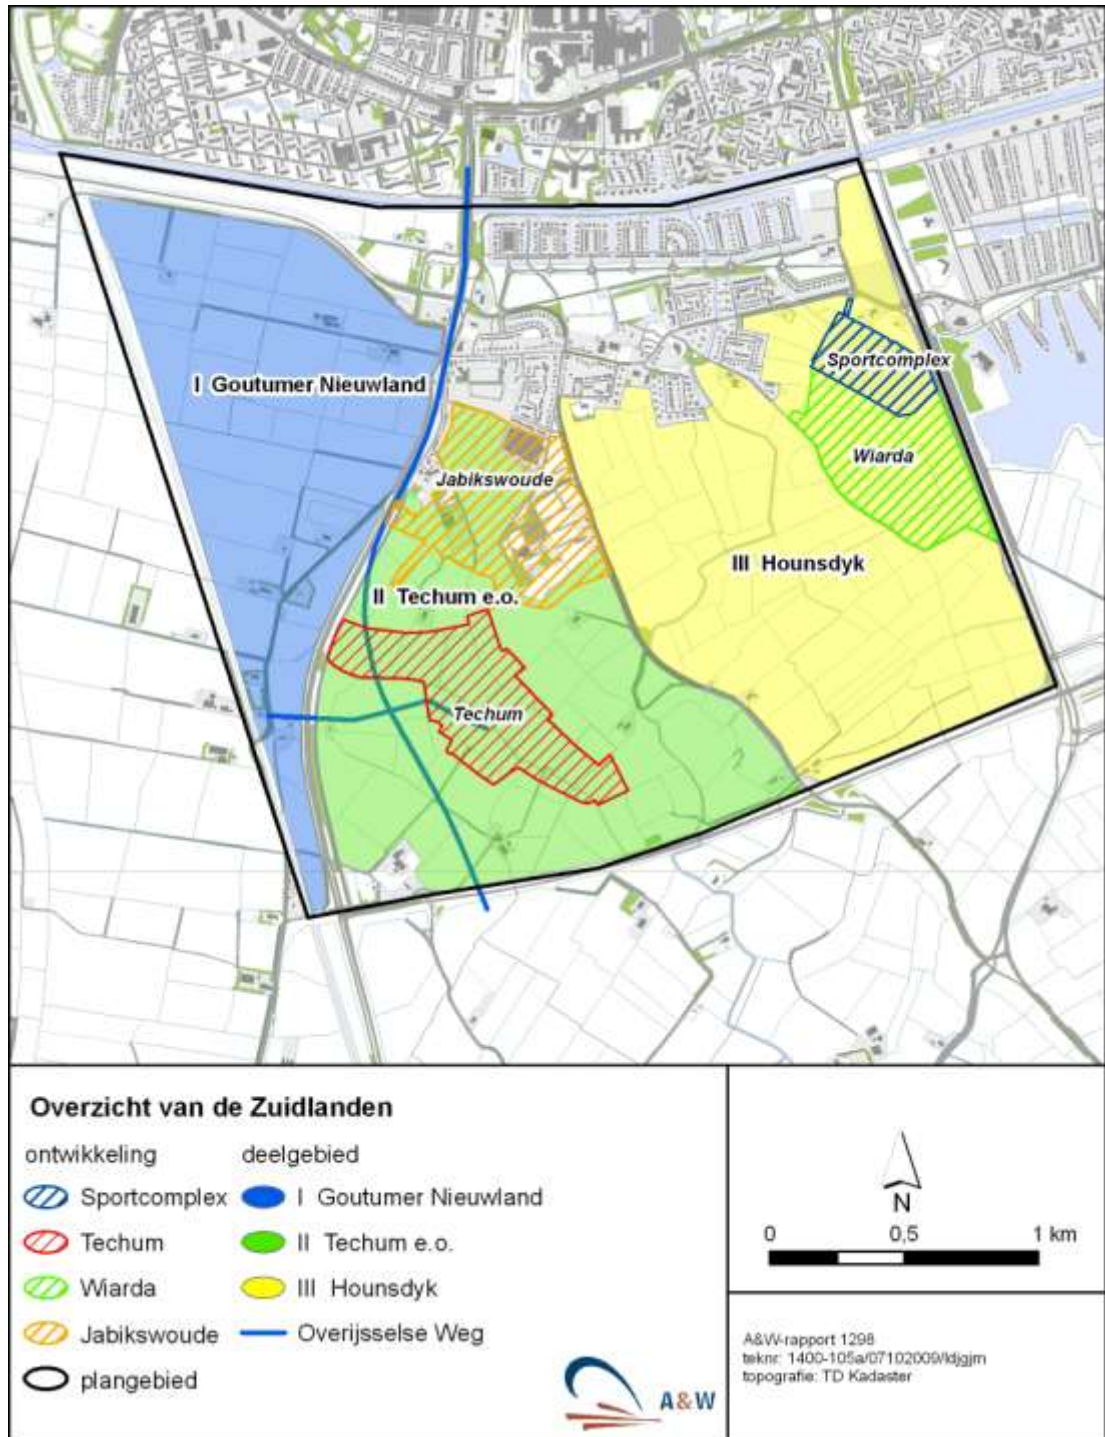 Sportcomplex
I Goutumer Nieuwland
Wiarda
Jabikswoude
III Hounsdyk
II Techum e.o.
Techum
Overzicht van de Zuidlanden
ontwikkeling deelgebied
Sportcomplex I Goutumer Nieuwland
Techum II Techum e.o.
Wiarda III Hounsdyk
Jabikswoude Overijsselse Weg
plangebied
A&W
N
0 0,5 1 km
A&W-rapport 1298
teknr: 1400-105a/07102009/ldjgjm
topografie: TD Kadaster